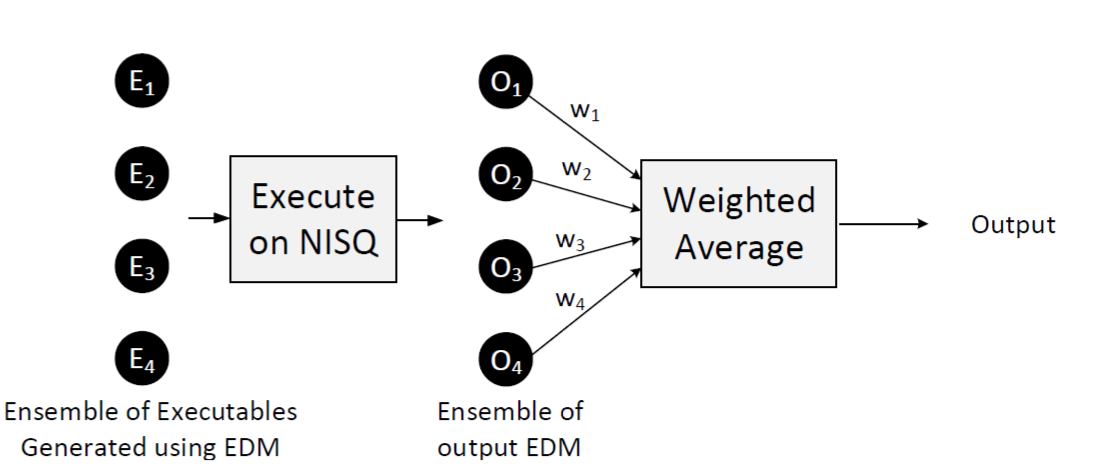 E1
E2
E3
E4
Ensemble of Executables
Generated using EDM
Execute
on NISQ
O1
O2
O3
O4
Ensemble of
output EDM
w1
w2
w3
w4
Weighted
Average
Output